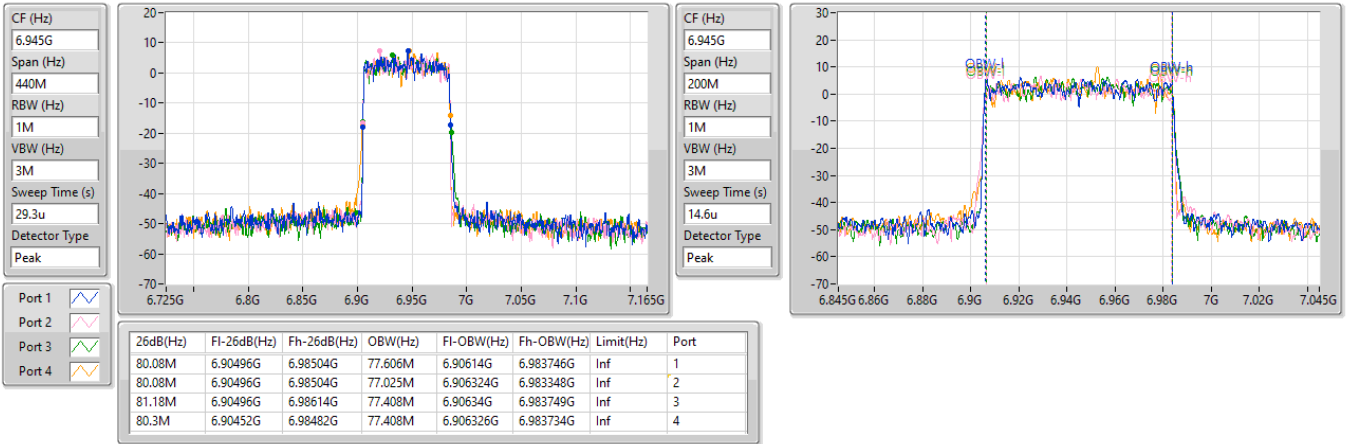 CF (Hz)
6.945G
Span (Hz)
440M
RBW (Hz)
1M
VBW (Hz)
3M
Sweep Time (s)
29.3u
Detector Type
Peak
20-
10-
0-
-10-
-20-
-30-
-40-
-50-
-60-
-70-
6.725G 6.8G 6.85G 6.9G 6.95G 7G 7.05G 7.1G 7.165G
CF (Hz)
6.945G
Span (Hz)
200M
RBW (Hz)
1M
VBW (Hz)
3M
Sweep Time (s)
14.6u
Detector Type
Peak
30-
20-
10-
0-
-10-
-20-
-30-
-40-
-50-
-60-
-70-
OBW-l OBW-h
6.845G 6.86G 6.88G 6.9G 6.92G 6.94G 6.96G 6.98G 7G 7.02G 7.045G
Port 1
Port 2
Port 3
Port 4
26dB(Hz) Fl-26dB(Hz) Fh-26dB(Hz) OBW(Hz) Fl-OBW(Hz) Fh-OBW(Hz) Limit(Hz) Port
80.08M 6.90496G 6.98504G 77.606M 6.90614G 6.983746G Inf 1
80.08M 6.90496G 6.98504G 77.025M 6.906324G 6.983348G Inf 2
81.18M 6.90496G 6.98614G 77.408M 6.90634G 6.983749G Inf 3
80.3M 6.90452G 6.98482G 77.408M 6.906326G 6.983734G Inf 4